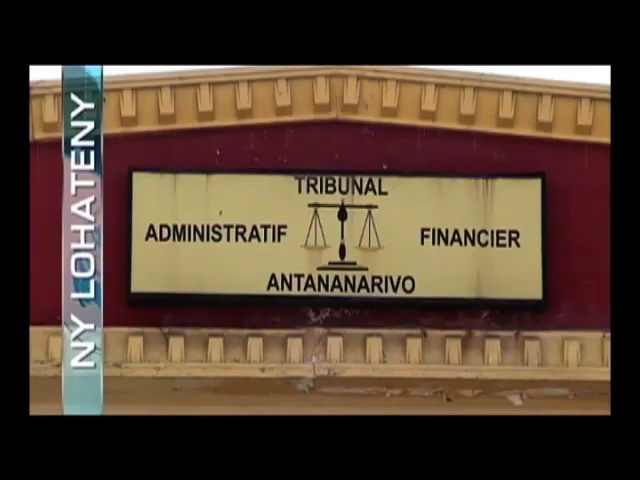 NY LOHATENY
TRIBUNAL
ADMINISTRATIF FINANCIER
ANTANANARIVO